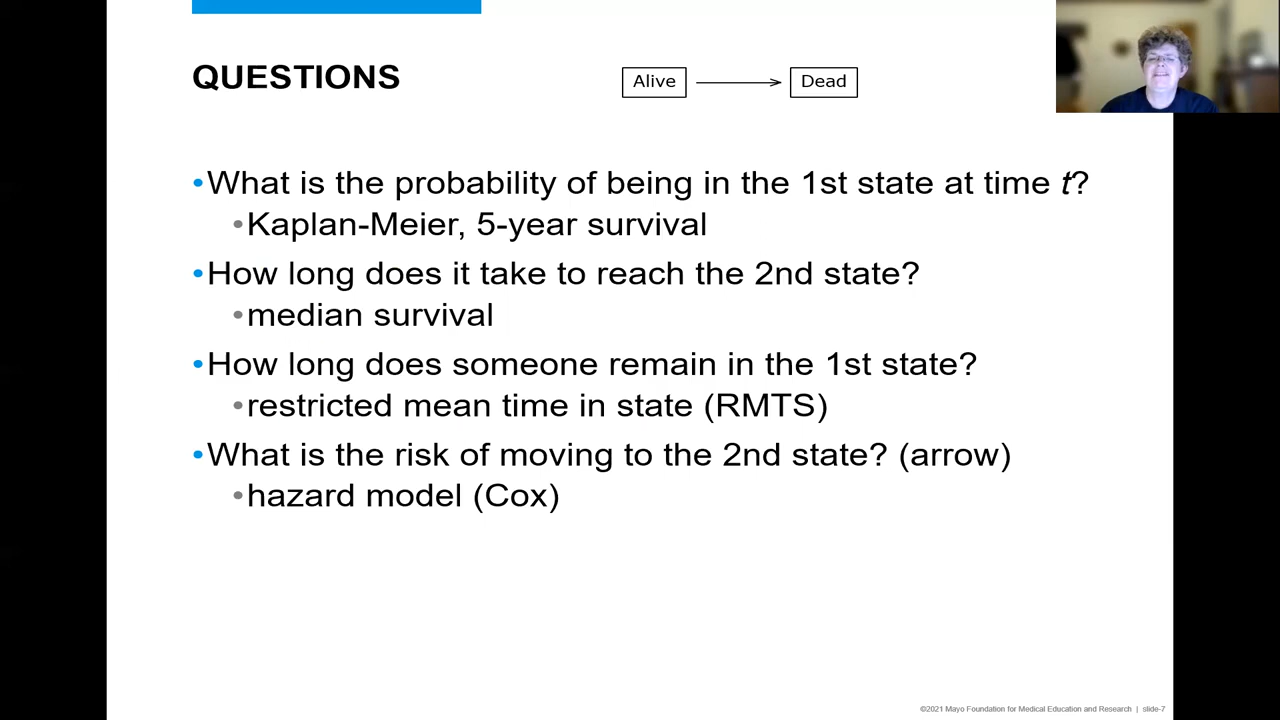 QUESTIONS
Alive
Dead
•What is the probability of being in the 1st state at time t?
•Kaplan-Meier, 5-year survival
•How long does it take to reach the 2nd state?
•median survival
•How long does someone remain in the 1st state?
•restricted mean time in state (RMTS)
•What is the risk of moving to the 2nd state? (arrow)
•hazard model (Cox)
©2021 Mayo Foundation for Medical Education and Research | slide-7